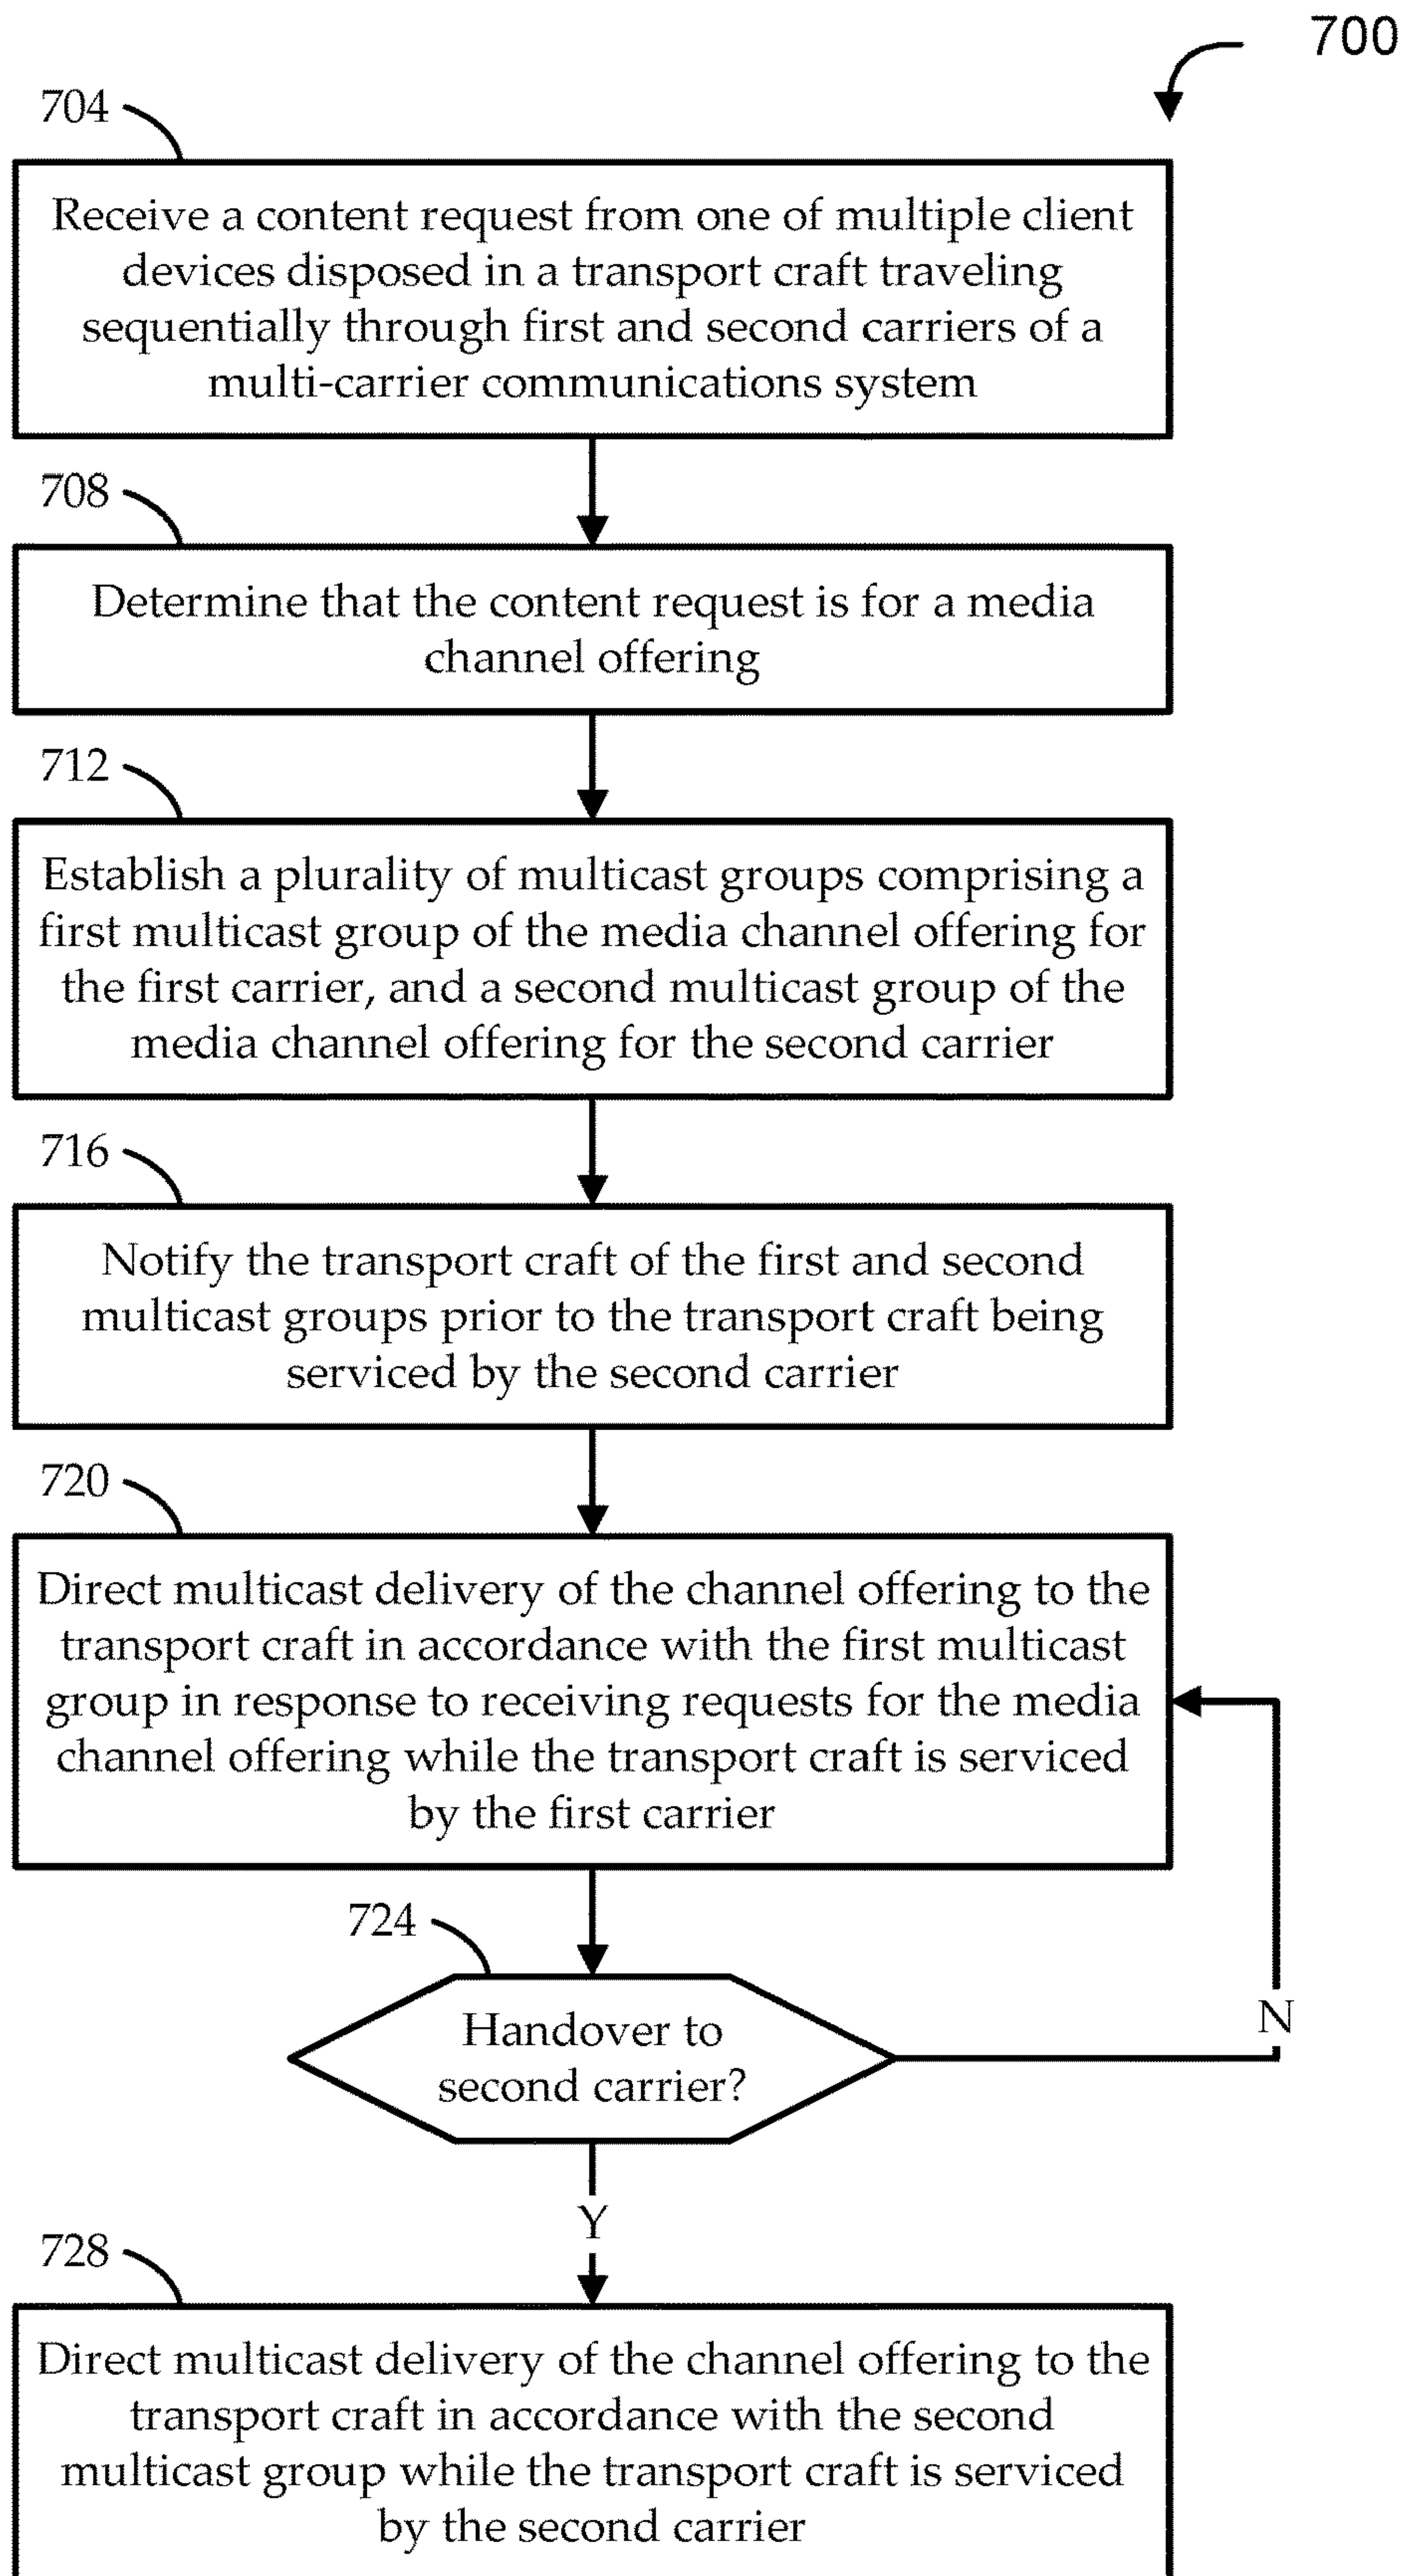 700
704
Receive a content request from one of multiple client
devices disposed in a transport craft traveling
sequentially through first and second carriers of a
multi-carrier communications system
708
Determine that the content request is for a media
channel offering
712
Establish a plurality of multicast groups comprising a
first multicast group of the media channel offering for
the first carrier, and a second multicast group of the
media channel offering for the second carrier
716
Notify the transport craft of the first and second
multicast groups prior to the transport craft being
serviced by the second carrier
720
Direct multicast delivery of the channel offering to the
transport craft in accordance with the first multicast
group in response to receiving requests for the media
channel offering while the transport craft is serviced
by the first carrier
724
Handover to
second carrier?
N
Y
728
Direct multicast delivery of the channel offering to the
transport craft in accordance with the second
multicast group while the transport craft is serviced
by the second carrier